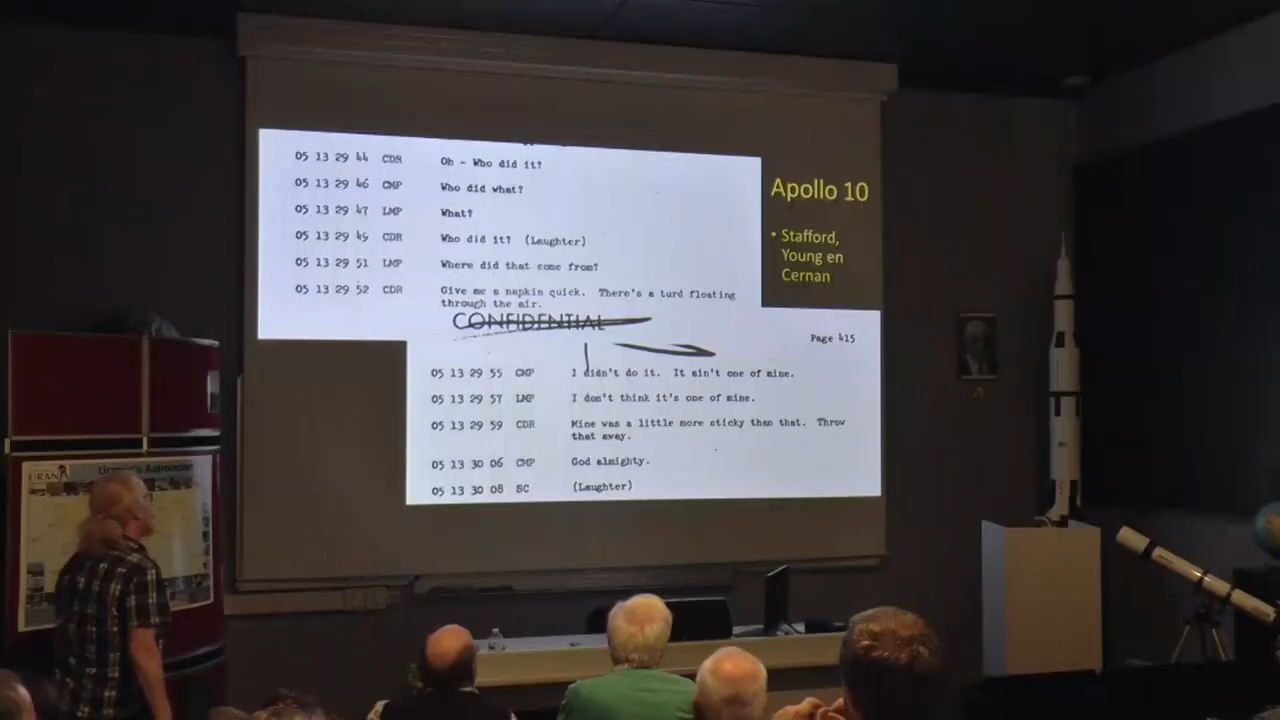 05 13 29 44 CDR Oh - Who did it?
05 13 29 46 CMP Who did what?
05 13 29 47 LMP What?
05 13 29 49 CDR Who did it? (Laughter)
05 13 29 51 LMP Where did that come from?
05 13 29 52 CDR Give me a napkin quick. There's a turd floating
through the air.
CONFIDENTIAL
Page 415
05 13 29 55 CMP I didn't do it. It ain't one of mine.
05 13 29 57 LMP I don't think it's one of mine.
05 13 29 59 CDR Mine was a little more sticky than that. Throw
that away.
05 13 30 06 CMP God almighty.
05 13 30 08 SC (Laughter)
Apollo 10
• Stafford,
Young en
Cernan
URAN